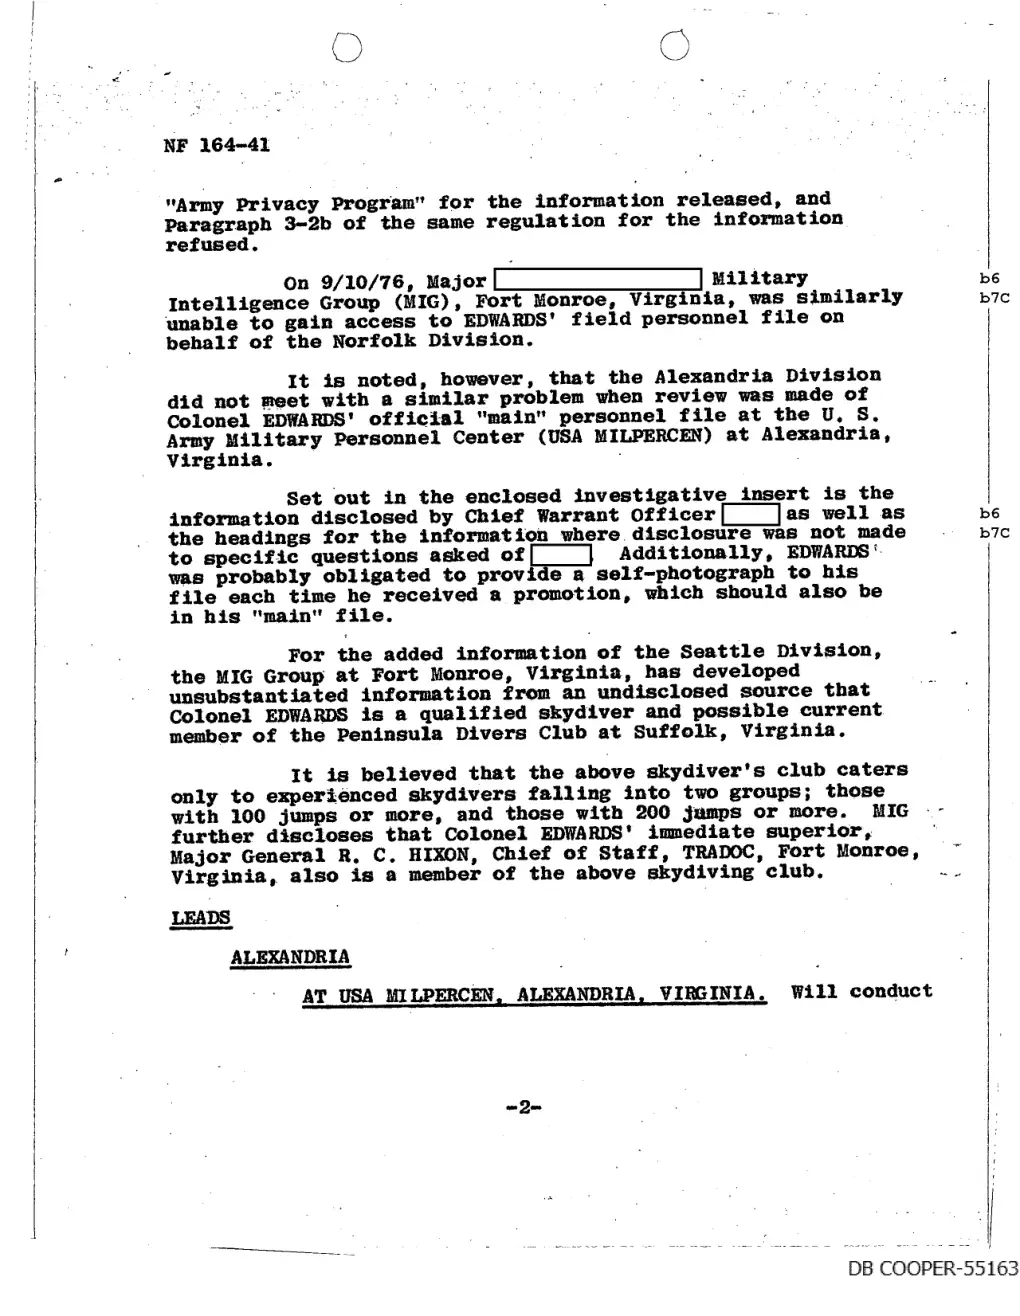 NF 164-41
"Army Privacy Program" for the information released, and
Paragraph 3-2b of the same regulation for the information
refused.
On 9/10/76, Major Military b6
Intelligence Group (MIG), Fort Monroe, Virginia, was similarly b7C
unable to gain access to EDWARDS' field personnel file on
behalf of the Norfolk Division.
It is noted, however, that the Alexandria Division
did not meet with a similar problem when review was made of
Colonel EDWARDS' official "main" personnel file at the U. S.
Army Military Personnel Center (USA MILPERCEN) at Alexandria,
Virginia.
Set out in the enclosed investigative insert is the
information disclosed by Chief Warrant Officer as well as b6
the headings for the information where disclosure was not made b7C
to specific questions asked of Additionally, EDWARDS'
was probably obligated to provide a self-photograph to his
file each time he received a promotion, which should also be
in his "main" file.
For the added information of the Seattle Division,
the MIG Group at Fort Monroe, Virginia, has developed
unsubstantiated information from an undisclosed source that
Colonel EDWARDS is a qualified skydiver and possible current
member of the Peninsula Divers Club at Suffolk, Virginia.
It is believed that the above skydiver's club caters
only to experienced skydivers falling into two groups; those
with 100 jumps or more, and those with 200 jumps or more. MIG
further discloses that Colonel EDWARDS' immediate superior,
Major General R. C. HIXON, Chief of Staff, TRADOC, Fort Monroe,
Virginia, also is a member of the above skydiving club.
LEADS
ALEXANDRIA
AT USA MILPERCEN, ALEXANDRIA, VIRGINIA. Will conduct
-2-
DB COOPER-55163